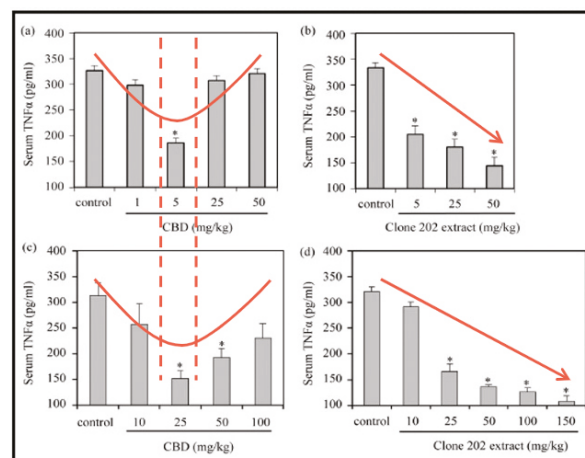 (a)
Serum TNFα (pg/ml)
400
350
300
250
200
150
100
*
control 1 5 25 50
CBD (mg/kg)
(b)
Serum TNFα (pg/ml)
400
350
300
250
200
150
100
* * *
control 5 25 50
Clone 202 extract (mg/kg)
(c)
Serum TNFα (pg/ml)
400
350
300
250
200
150
100
* *
control 10 25 50 100
CBD (mg/kg)
(d)
Serum TNFα (pg/ml)
400
350
300
250
200
150
100
* * * *
control 10 25 50 100 150
Clone 202 extract (mg/kg)